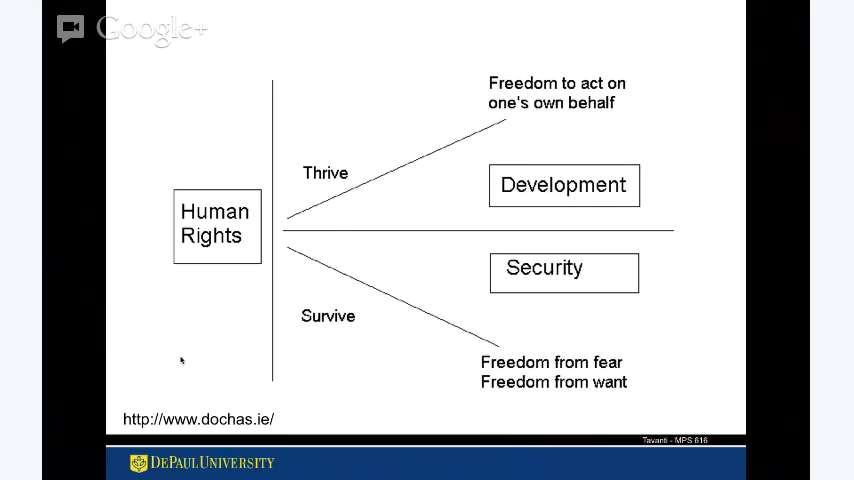 Google+
Freedom to act on
one's own behalf
Thrive
Development
Human
Rights
Security
Survive
Freedom from fear
Freedom from want
http://www.dochas.ie/
Tavanti - MPS 616
DEPAUL UNIVERSITY